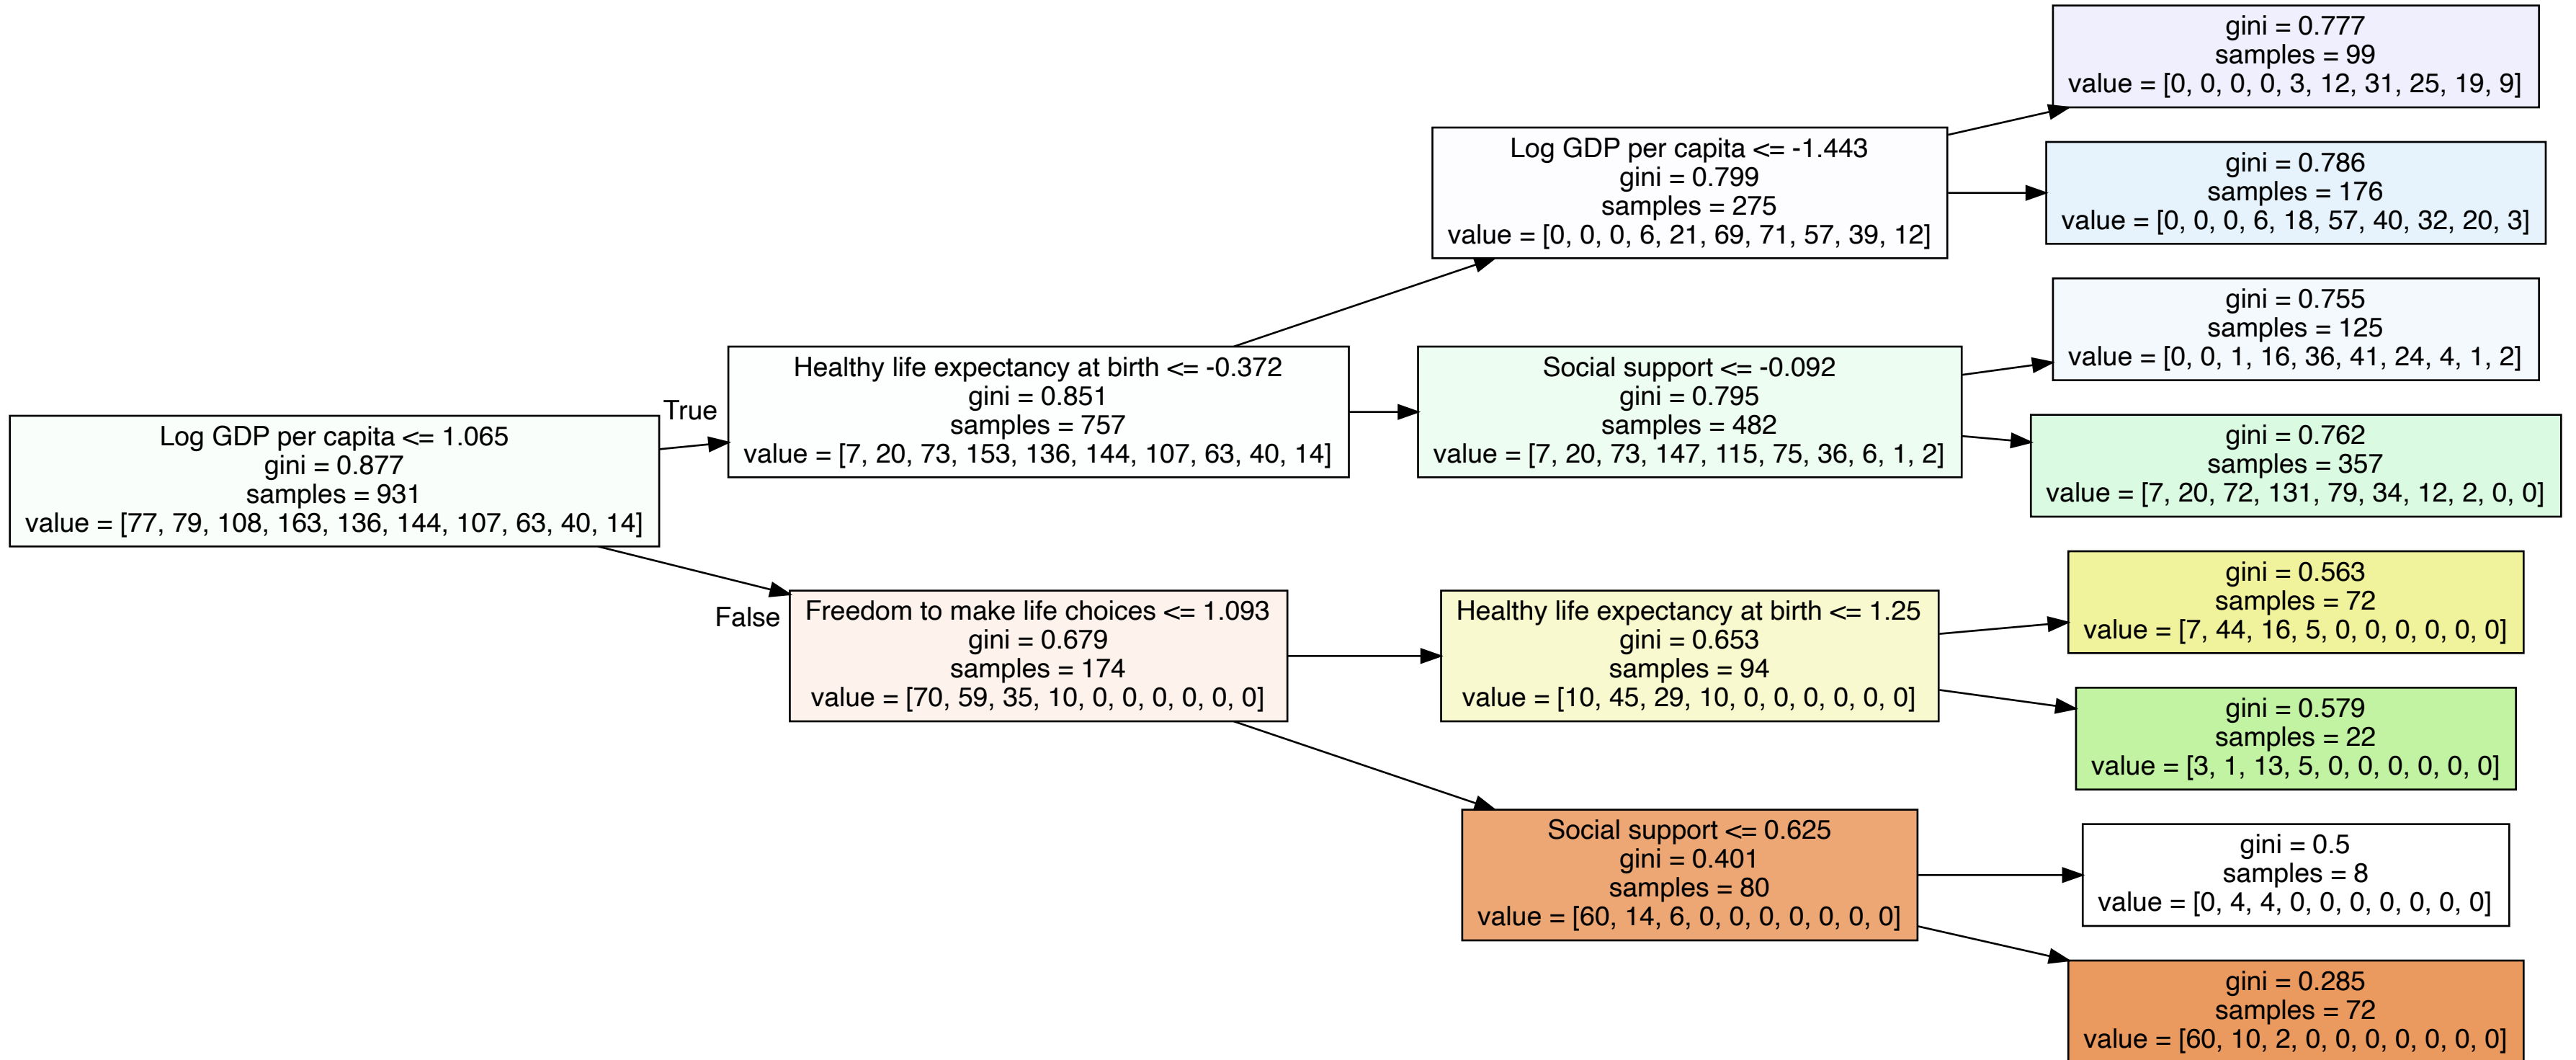 Log GDP per capita <= 1.065
gini = 0.877
samples = 931
value = [77, 79, 108, 163, 136, 144, 107, 63, 40, 14]
True
False
Healthy life expectancy at birth <= -0.372
gini = 0.851
samples = 757
value = [7, 20, 73, 153, 136, 144, 107, 63, 40, 14]
Freedom to make life choices <= 1.093
gini = 0.679
samples = 174
value = [70, 59, 35, 10, 0, 0, 0, 0, 0, 0]
Log GDP per capita <= -1.443
gini = 0.799
samples = 275
value = [0, 0, 0, 6, 21, 69, 71, 57, 39, 12]
Social support <= -0.092
gini = 0.795
samples = 482
value = [7, 20, 73, 147, 115, 75, 36, 6, 1, 2]
Healthy life expectancy at birth <= 1.25
gini = 0.653
samples = 94
value = [10, 45, 29, 10, 0, 0, 0, 0, 0, 0]
Social support <= 0.625
gini = 0.401
samples = 80
value = [60, 14, 6, 0, 0, 0, 0, 0, 0, 0]
gini = 0.777
samples = 99
value = [0, 0, 0, 0, 3, 12, 31, 25, 19, 9]
gini = 0.786
samples = 176
value = [0, 0, 0, 6, 18, 57, 40, 32, 20, 3]
gini = 0.755
samples = 125
value = [0, 0, 1, 16, 36, 41, 24, 4, 1, 2]
gini = 0.762
samples = 357
value = [7, 20, 72, 131, 79, 34, 12, 2, 0, 0]
gini = 0.563
samples = 72
value = [7, 44, 16, 5, 0, 0, 0, 0, 0, 0]
gini = 0.579
samples = 22
value = [3, 1, 13, 5, 0, 0, 0, 0, 0, 0]
gini = 0.5
samples = 8
value = [0, 4, 4, 0, 0, 0, 0, 0, 0, 0]
gini = 0.285
samples = 72
value = [60, 10, 2, 0, 0, 0, 0, 0, 0, 0]